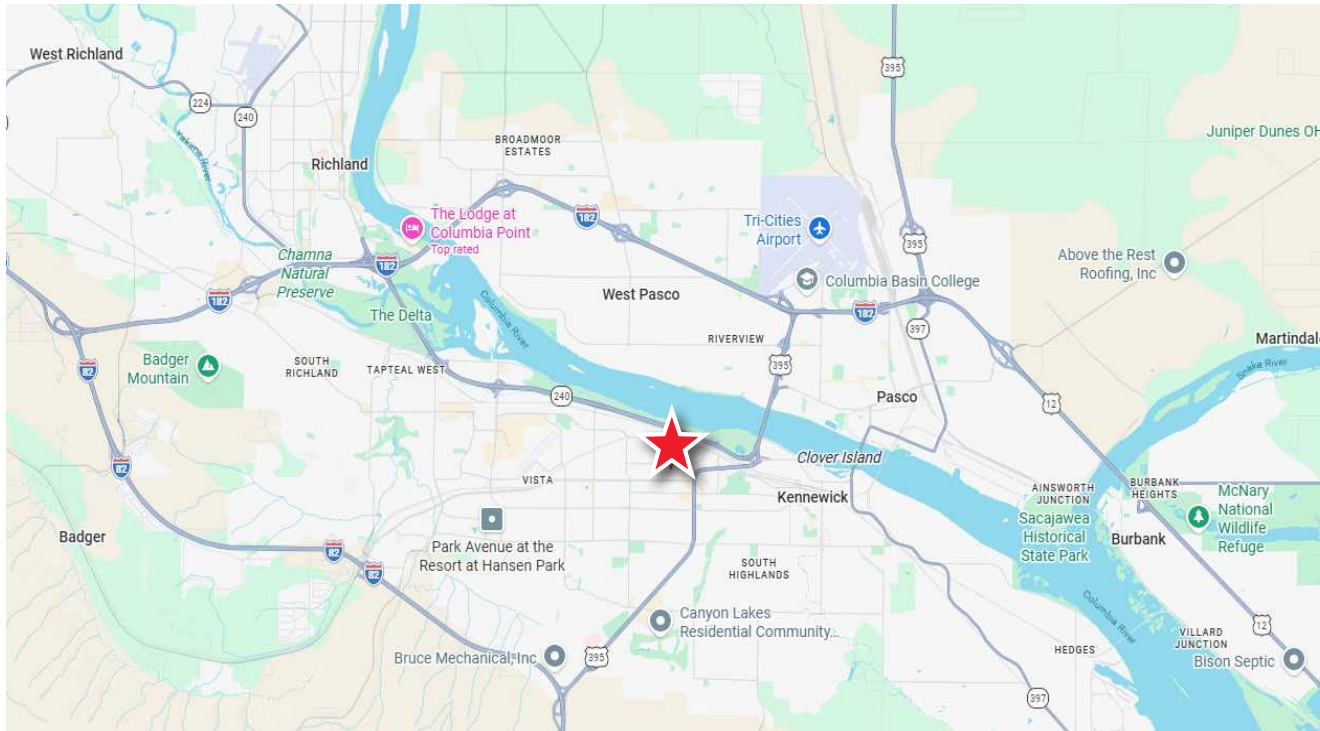 West Richland
395
224
240
Juniper Dunes OH
BROADMOOR
ESTATES
Yakima River
Richland
The Lodge at
Columbia Point
Top rated
182
Tri-Cities
Airport
395
Chamna
Natural
Preserve
182
Above the Rest
Roofing, Inc
Columbia Basin College
182
West Pasco
Columbia River
182
The Delta
397
RIVERVIEW
Martindale
Badger
Mountain
SOUTH
RICHLAND
TAPTEAL WEST
395
Snake River
82
240
Pasco
12
Clover Island
82
VISTA
Kennewick
AINSWORTH
JUNCTION
BURBANK
HEIGHTS
McNary
National
Wildlife
Refuge
Sacajawea
Historical
State Park
Badger
Park Avenue at the
Resort at Hansen Park
Burbank
82
82
SOUTH
HIGHLANDS
Columbia River
Canyon Lakes
Residential Community...
12
VILLARD
JUNCTION
HEDGES
Bruce Mechanical, Inc
395
Bison Septic
397